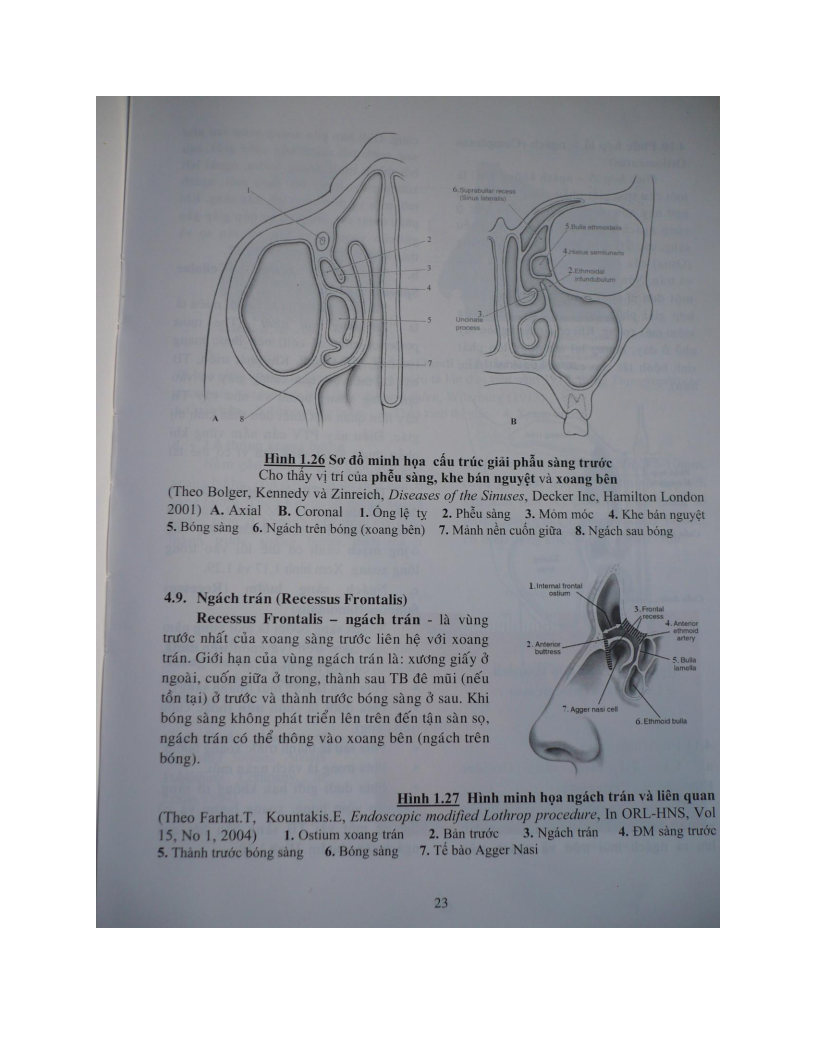 1
2
3
4
5
7
A
8
6. Suprabullar recess
(Sinus lateralis)
5. Bulla ethmoidalis
4. Hiatus semilunaris
2. Ethmoidal
infundubulum
3.
Uncinate
process
B
Hình 1.26 Sơ đồ minh họa cấu trúc giải phẫu sàng trước
Cho thấy vị trí của phễu sàng, khe bán nguyệt và xoang bên
(Theo Bolger, Kennedy và Zinreich, Diseases of the Sinuses, Decker Inc, Hamilton London
2001) A. Axial B. Coronal 1. Ống lệ tỵ 2. Phễu sàng 3. Mỏm móc 4. Khe bán nguyệt
5. Bóng sàng 6. Ngách trên bóng (xoang bên) 7. Mảnh nền cuốn giữa 8. Ngách sau bóng
4.9. Ngách trán (Recessus Frontalis)
Recessus Frontalis – ngách trán - là vùng
trước nhất của xoang sàng trước liên hệ với xoang
trán. Giới hạn của vùng ngách trán là: xương giấy ở
ngoài, cuốn giữa ở trong, thành sau TB đê mũi (nếu
tồn tại) ở trước và thành trước bóng sàng ở sau. Khi
bóng sàng không phát triển lên trên đến tận sàn sọ,
ngách trán có thể thông vào xoang bên (ngách trên
bóng).
1. Internal frontal
ostium
3. Frontal
recess
4. Anterior
ethmoid
artery
2. Anterior
buttress
5. Bulla
lamella
7. Agger nasi cell
6. Ethmoid bulla
Hình 1.27 Hình minh họa ngách trán và liên quan
(Theo Farhat.T, Kountakis.E, Endoscopic modified Lothrop procedure, In ORL-HNS, Vol
15, No 1, 2004) 1. Ostium xoang trán 2. Bản trước 3. Ngách trán 4. ĐM sàng trước
5. Thành trước bóng sàng 6. Bóng sàng 7. Tế bào Agger Nasi
23